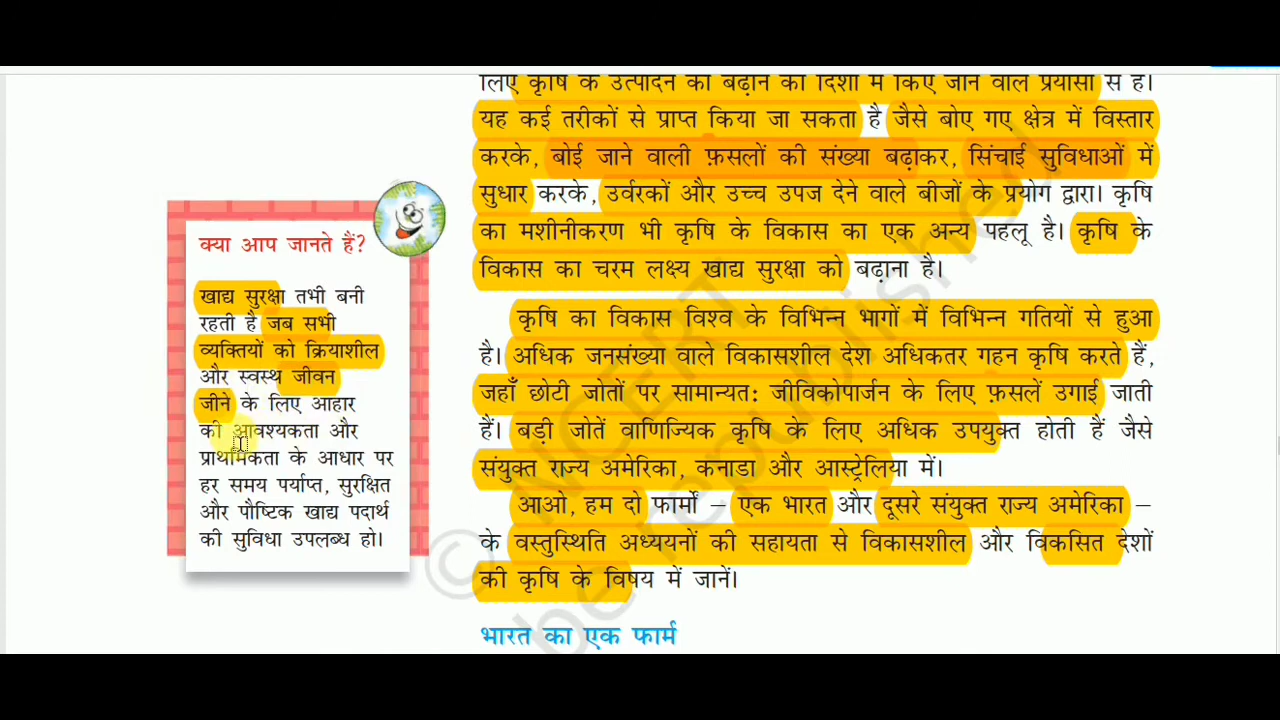 लिए कृषि के उत्पादन को बढ़ाने की दिशा में किए जाने वाले प्रयासों से है।
यह कई तरीकों से प्राप्त किया जा सकता है जैसे बोए गए क्षेत्र में विस्तार
करके, बोई जाने वाली फ़सलों की संख्या बढ़ाकर, सिंचाई सुविधाओं में
सुधार करके, उर्वरकों और उच्च उपज देने वाले बीजों के प्रयोग द्वारा। कृषि
का मशीनीकरण भी कृषि के विकास का एक अन्य पहलू है। कृषि के
विकास का चरम लक्ष्य खाद्य सुरक्षा को बढ़ाना है।
कृषि का विकास विश्व के विभिन्न भागों में विभिन्न गतियों से हुआ
है। अधिक जनसंख्या वाले विकासशील देश अधिकतर गहन कृषि करते हैं,
जहाँ छोटी जोतों पर सामान्यत: जीविकोपार्जन के लिए फ़सलें उगाई जाती
हैं। बड़ी जोतें वाणिज्यिक कृषि के लिए अधिक उपयुक्त होती हैं जैसे
संयुक्त राज्य अमेरिका, कनाडा और आस्ट्रेलिया में।
आओ, हम दो फार्मों – एक भारत और दूसरे संयुक्त राज्य अमेरिका –
के वस्तुस्थिति अध्ययनों की सहायता से विकासशील और विकसित देशों
की कृषि के विषय में जानें।
भारत का एक फार्म
क्या आप जानते हैं?
खाद्य सुरक्षा तभी बनी
रहती है जब सभी
व्यक्तियों को क्रियाशील
और स्वस्थ जीवन
जीने के लिए आहार
की आवश्यकता और
प्राथमिकता के आधार पर
हर समय पर्याप्त, सुरक्षित
और पौष्टिक खाद्य पदार्थ
की सुविधा उपलब्ध हो।
© NCERT
be republished